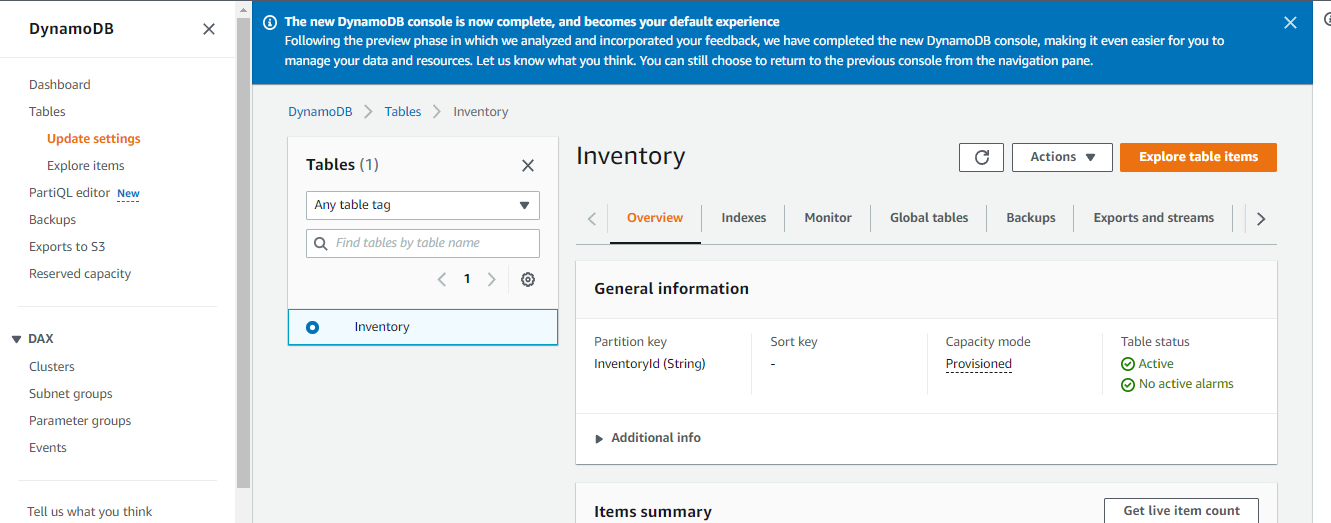 DynamoDB
Dashboard
Tables
Update settings
Explore items
PartiQL editor New
Backups
Exports to S3
Reserved capacity
DAX
Clusters
Subnet groups
Parameter groups
Events
Tell us what you think
The new DynamoDB console is now complete, and becomes your default experience
Following the preview phase in which we analyzed and incorporated your feedback, we have completed the new DynamoDB console, making it even easier for you to
manage your data and resources. Let us know what you think. You can still choose to return to the previous console from the navigation pane.
DynamoDB Tables Inventory
Tables (1)
Any table tag
Find tables by table name
1
Inventory
Inventory
Actions
Explore table items
Overview Indexes Monitor Global tables Backups Exports and streams
General information
Partition key
InventoryId (String)
Sort key
-
Capacity mode
Provisioned
Table status
Active
No active alarms
Additional info
Items summary
Get live item count